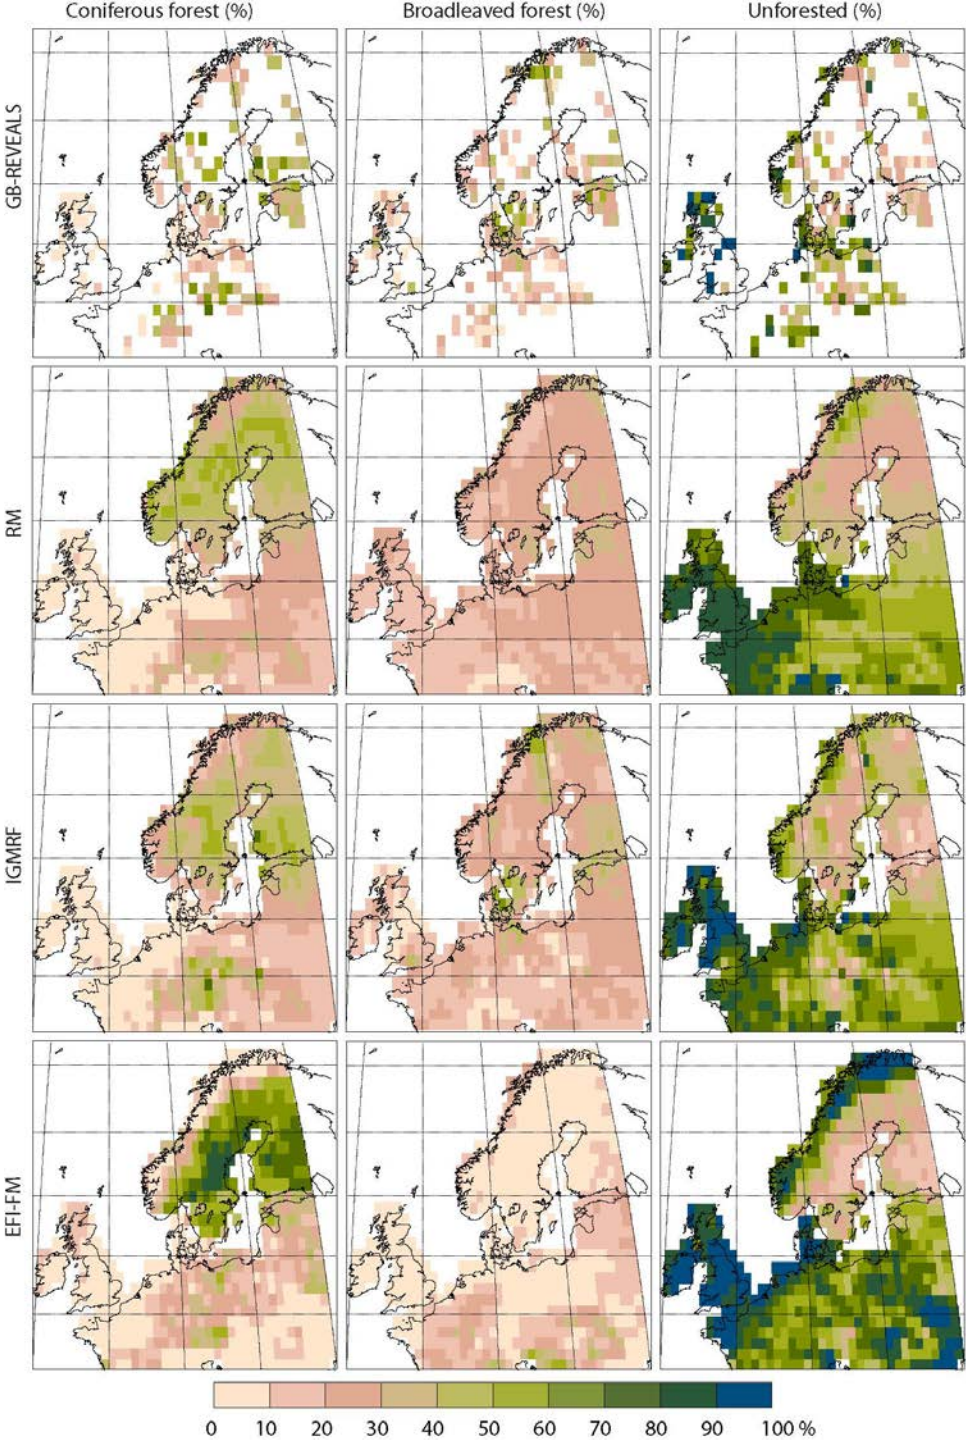 Coniferous forest (%) Broadleaved forest (%) Unforested (%)
GB-REVEALS
RM
IGMRF
EFI-FM
0 10 20 30 40 50 60 70 80 90 100 %